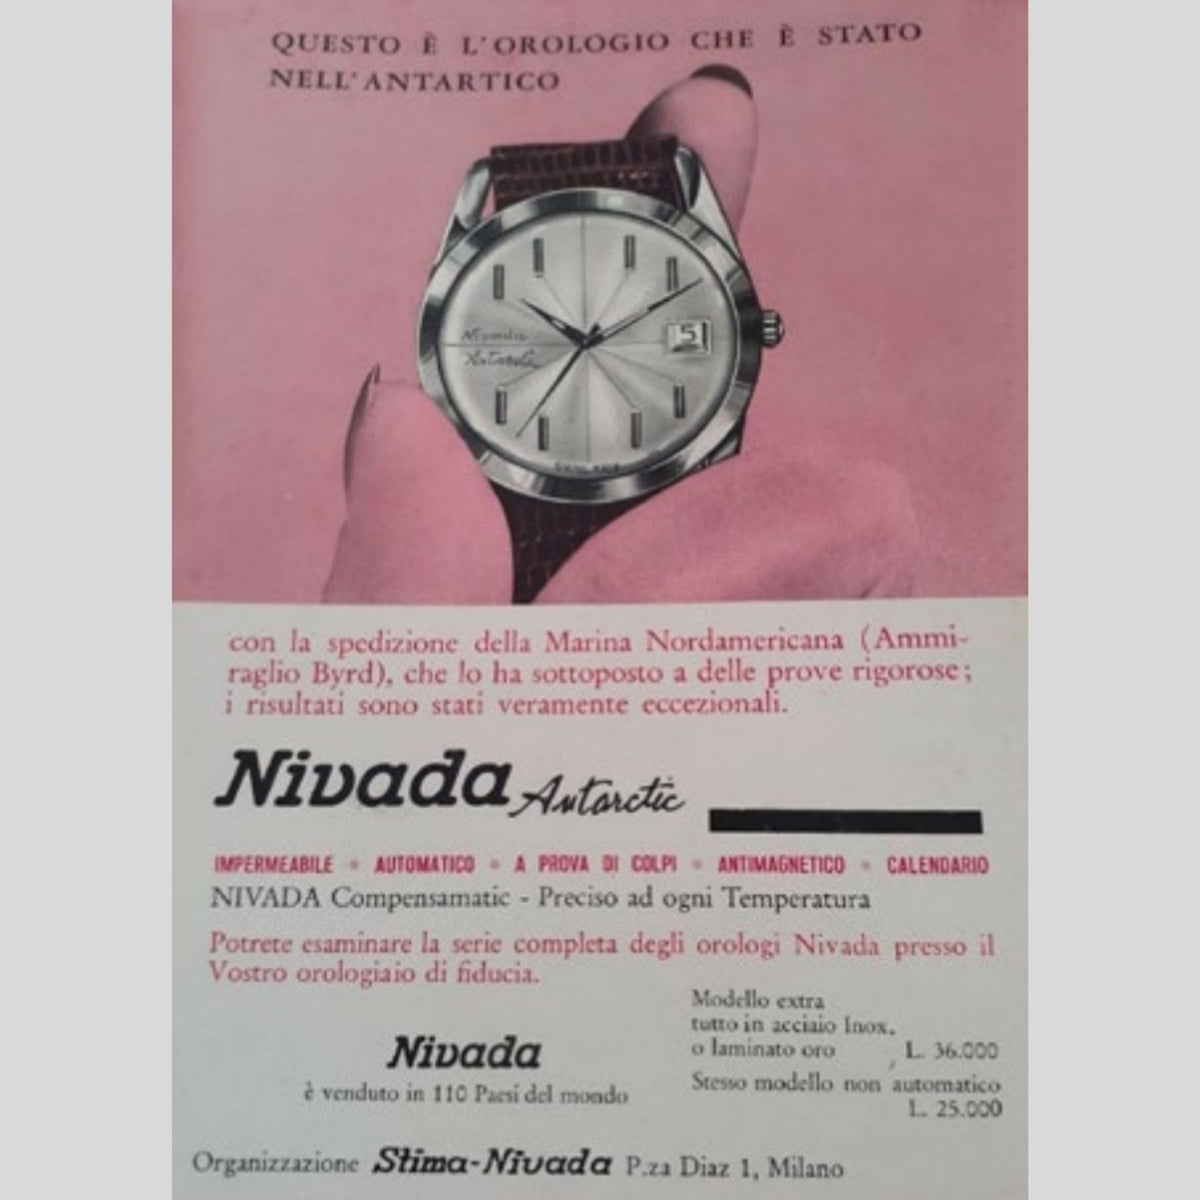 QUESTO È L'OROLOGIO CHE È STATO
NELL'ANTARTICO
Nivada
Antarctic
5
SWISS MADE
con la spedizione della Marina Nordamericana (Ammi-
raglio Byrd), che lo ha sottoposto a delle prove rigorose;
i risultati sono stati veramente eccezionali.
Nivada Antarctic
IMPERMEABILE • AUTOMATICO • A PROVA DI COLPI • ANTIMAGNETICO • CALENDARIO
NIVADA Compensamatic - Preciso ad ogni Temperatura
Potrete esaminare la serie completa degli orologi Nivada presso il
Vostro orologiaio di fiducia.
Nivada
è venduto in 110 Paesi del mondo
Modello extra
tutto in acciaio Inox,
o laminato oro L. 36.000
Stesso modello non automatico
L. 25.000
Organizzazione Stima-Nivada P.za Diaz 1, Milano